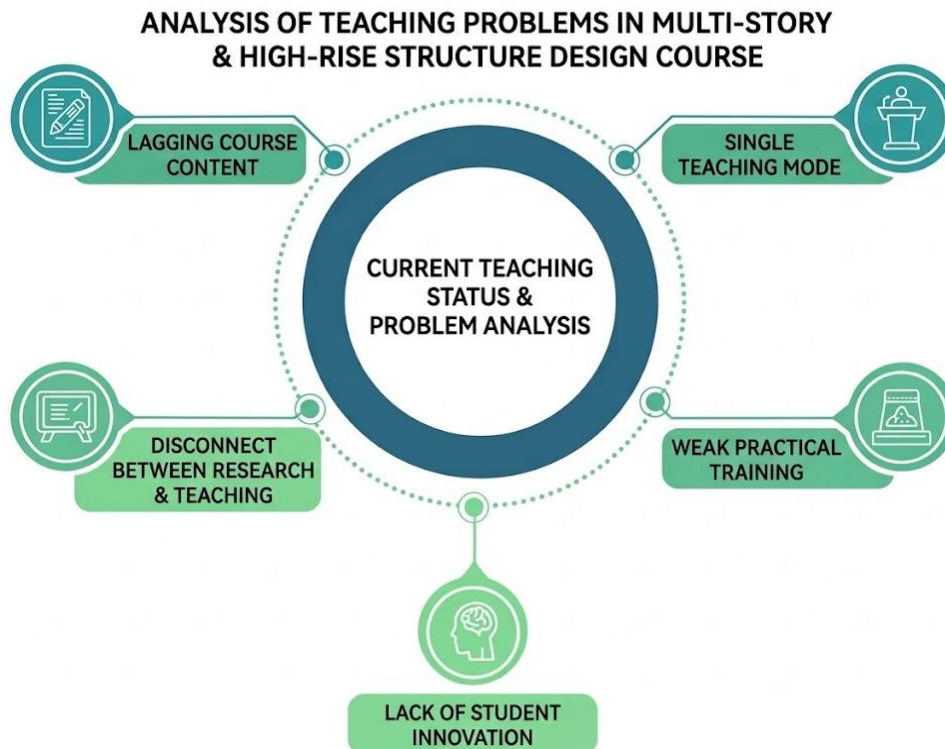 ANALYSIS OF TEACHING PROBLEMS IN MULTI-STORY
& HIGH-RISE STRUCTURE DESIGN COURSE
LAGGING COURSE
CONTENT
SINGLE
TEACHING MODE
CURRENT TEACHING
STATUS &
PROBLEM ANALYSIS
DISCONNECT
BETWEEN RESEARCH
& TEACHING
WEAK PRACTICAL
TRAINING
LACK OF STUDENT
INNOVATION